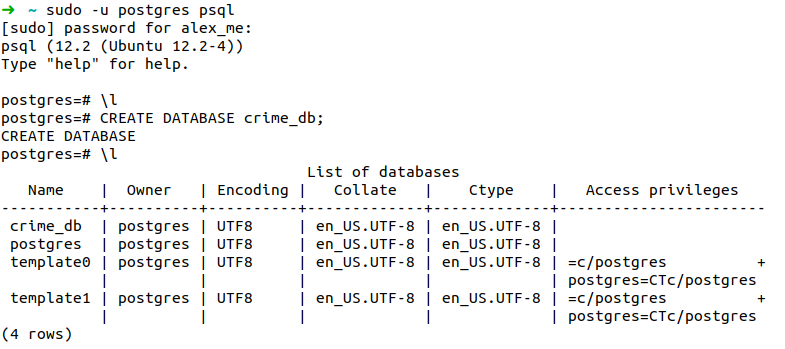 ➜  ~ sudo -u postgres psql
[sudo] password for alex_me:
psql (12.2 (Ubuntu 12.2-4))
Type "help" for help.

postgres=# \l
postgres=# CREATE DATABASE crime_db;
CREATE DATABASE
postgres=# \l
                                  List of databases
   Name    |  Owner   | Encoding |   Collate   |    Ctype    |   Access privileges
-----------+----------+----------+-------------+-------------+-----------------------
 crime_db  | postgres | UTF8     | en_US.UTF-8 | en_US.UTF-8 |
 postgres  | postgres | UTF8     | en_US.UTF-8 | en_US.UTF-8 |
 template0 | postgres | UTF8     | en_US.UTF-8 | en_US.UTF-8 | =c/postgres          +
           |          |          |             |             | postgres=CTc/postgres
 template1 | postgres | UTF8     | en_US.UTF-8 | en_US.UTF-8 | =c/postgres          +
           |          |          |             |             | postgres=CTc/postgres
(4 rows)